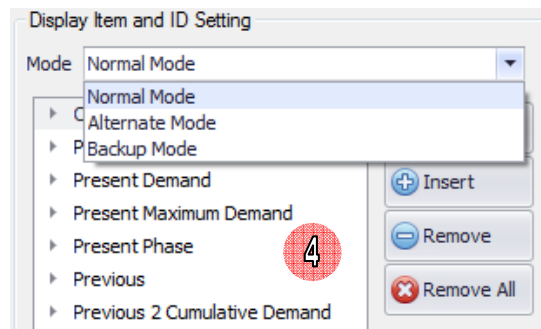 Display Item and ID Setting
Mode Normal Mode
Normal Mode
Alternate Mode
Backup Mode
Present Demand
Insert
Present Maximum Demand
Present Phase
4
Remove
Previous
Remove All
Previous 2 Cumulative Demand